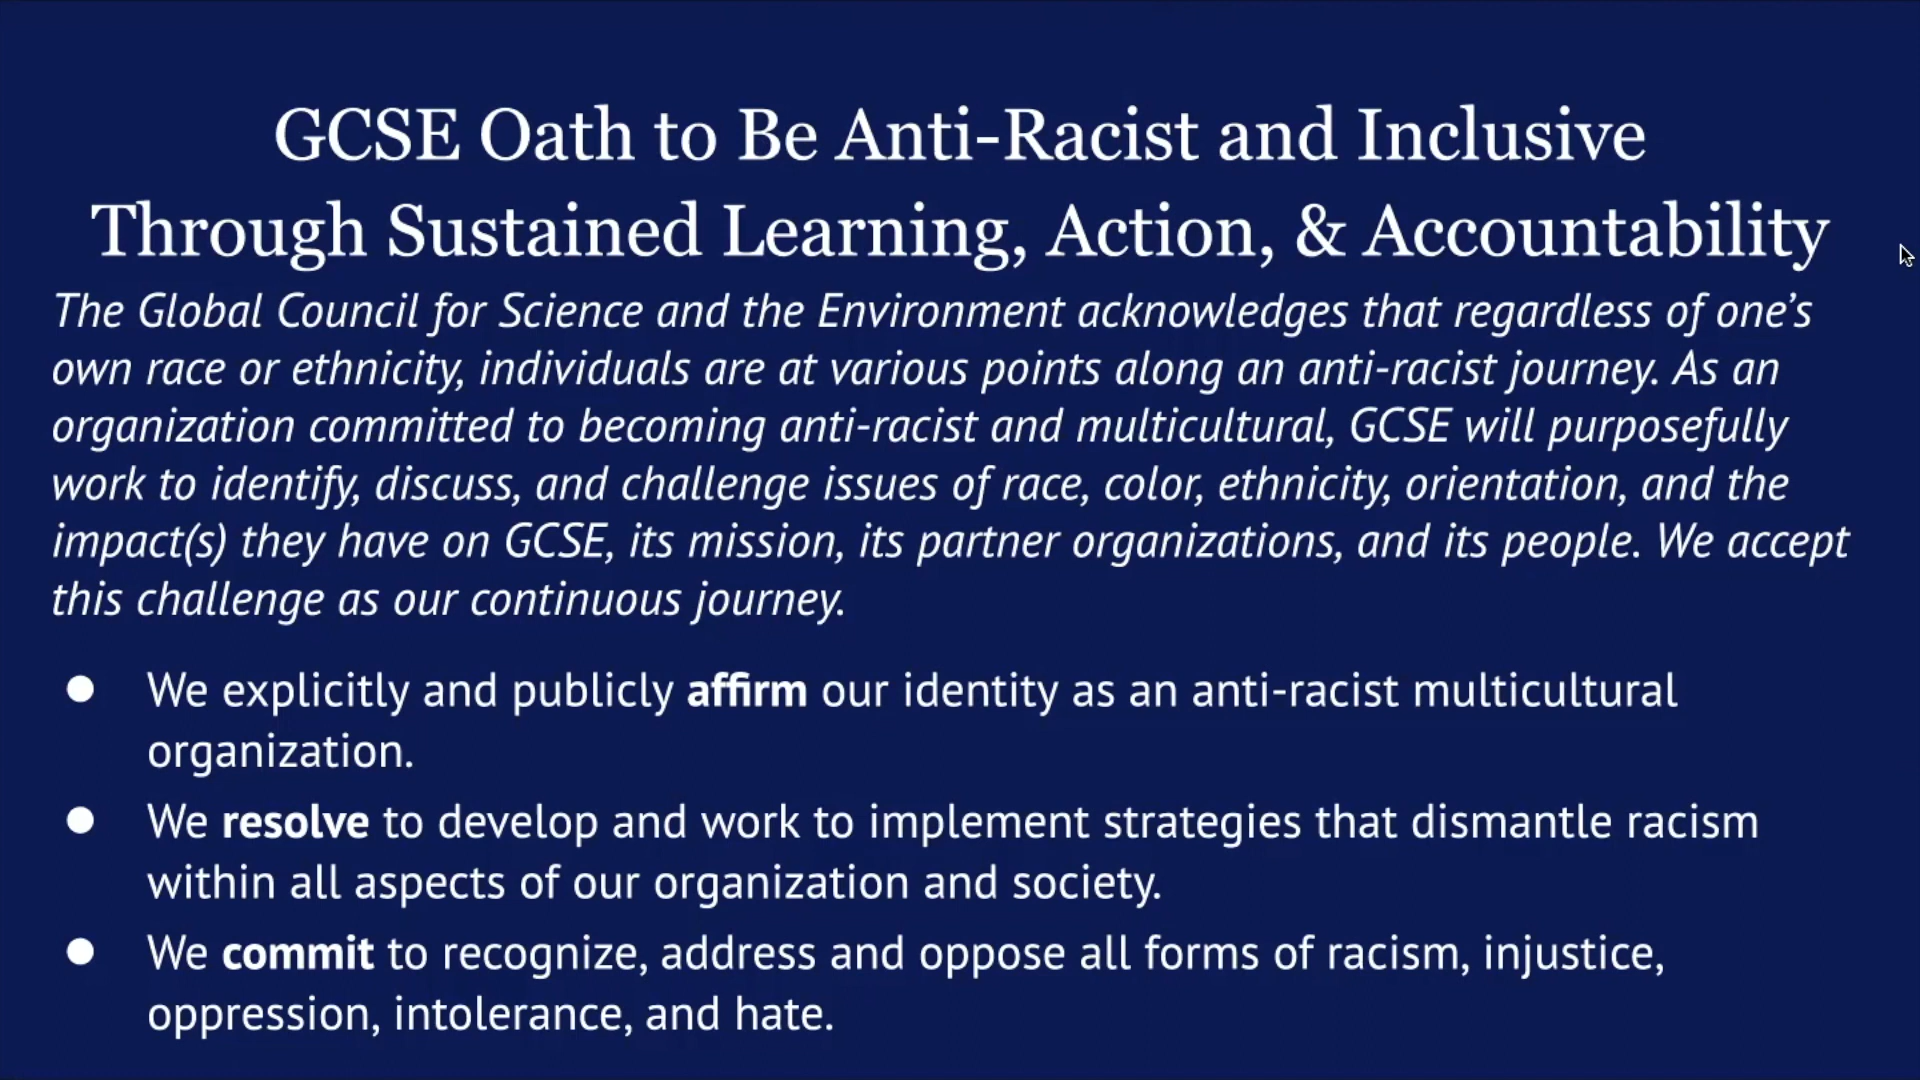 GCSE Oath to Be Anti-Racist and Inclusive
Through Sustained Learning, Action, & Accountability
The Global Council for Science and the Environment acknowledges that regardless of one’s
own race or ethnicity, individuals are at various points along an anti-racist journey. As an
organization committed to becoming anti-racist and multicultural, GCSE will purposefully
work to identify, discuss, and challenge issues of race, color, ethnicity, orientation, and the
impact(s) they have on GCSE, its mission, its partner organizations, and its people. We accept
this challenge as our continuous journey.
● We explicitly and publicly affirm our identity as an anti-racist multicultural
organization.
● We resolve to develop and work to implement strategies that dismantle racism
within all aspects of our organization and society.
● We commit to recognize, address and oppose all forms of racism, injustice,
oppression, intolerance, and hate.